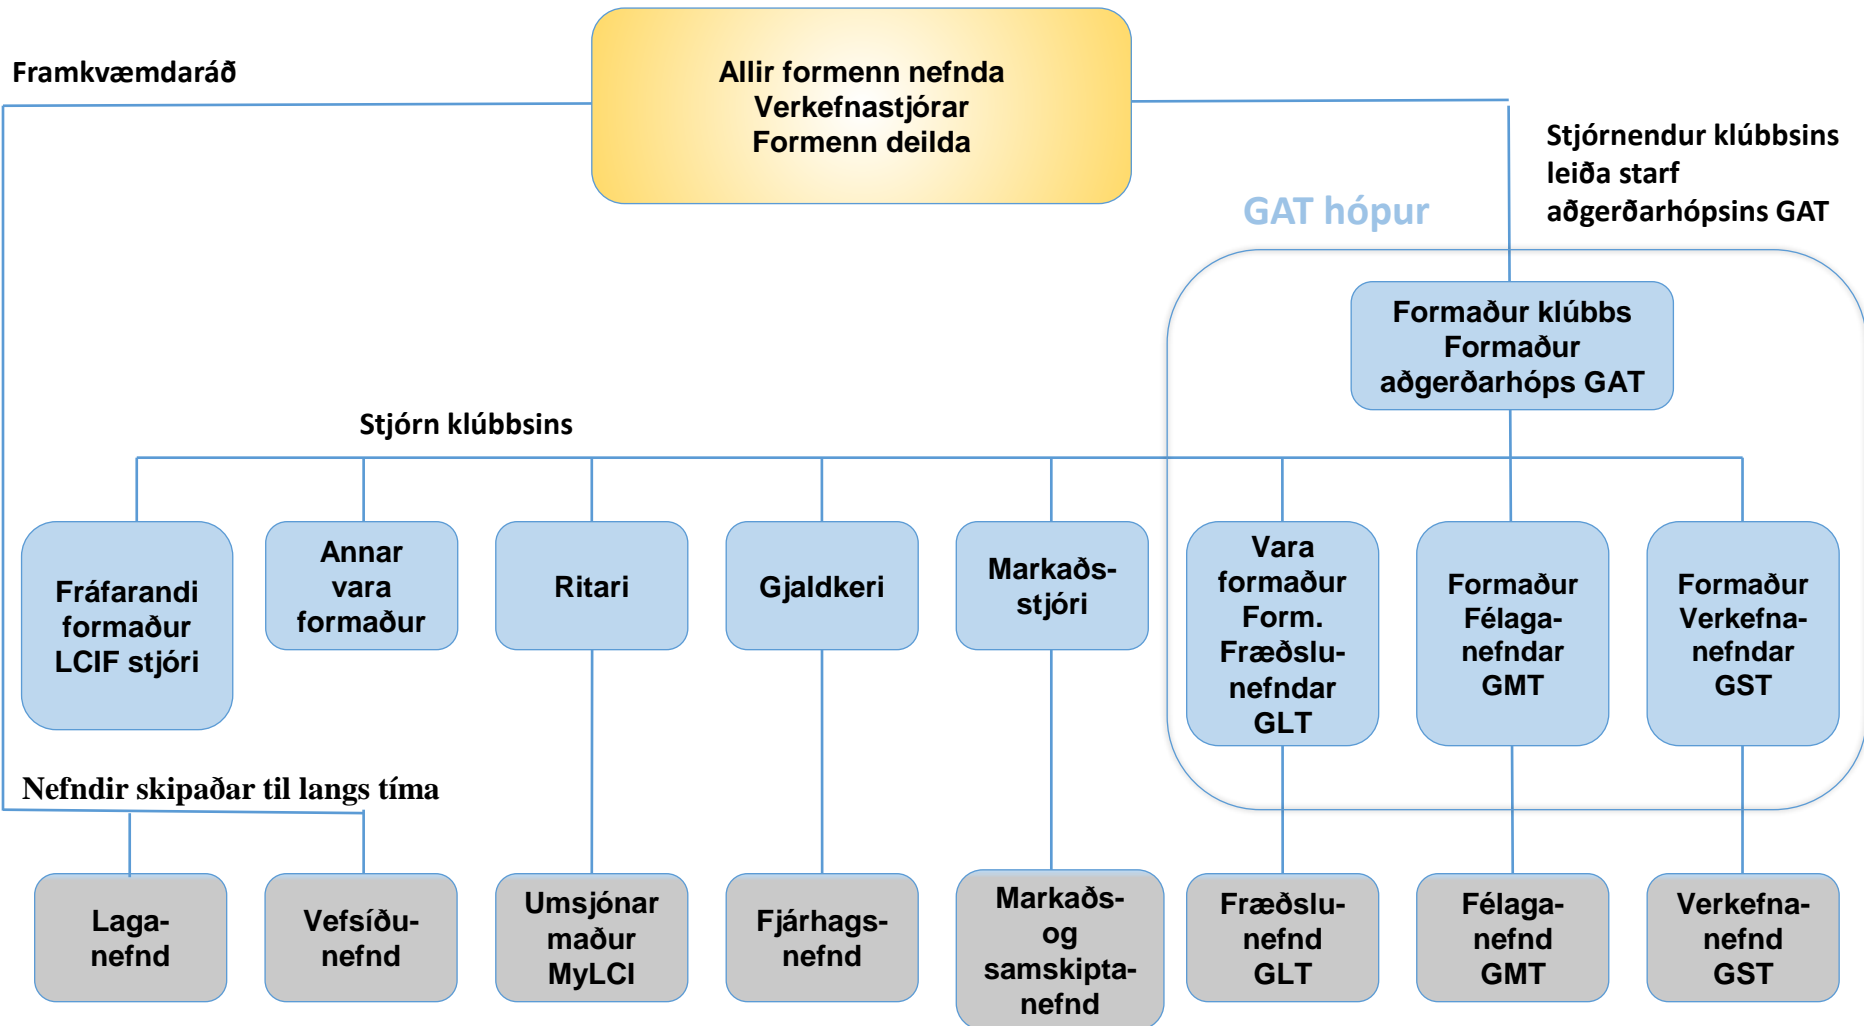 Framkvæmdaráð
Allir formenn nefnda
Verkefnastjórar
Formenn deilda
Stjórnendur klúbbsins
leiða starf
aðgerðarhópsins GAT
GAT hópur
Formaður klúbbs
Formaður
aðgerðarhóps GAT
Stjórn klúbbsins
Fráfarandi
formaður
LCIF stjóri
Annar
vara
formaður
Ritari
Gjaldkeri
Markaðs-
stjóri
Vara
formaður
Form.
Fræðslu-
nefndar
GLT
Formaður
Félaga-
nefndar
GMT
Formaður
Verkefna-
nefndar
GST
Nefndir skipaðar til langs tíma
Laga-
nefnd
Vefsíðu-
nefnd
Umsjónar
maður
MyLCI
Fjárhags-
nefnd
Markaðs-
og
samskipta-
nefnd
Fræðslu-
nefnd
GLT
Félaga-
nefnd
GMT
Verkefna-
nefnd
GST